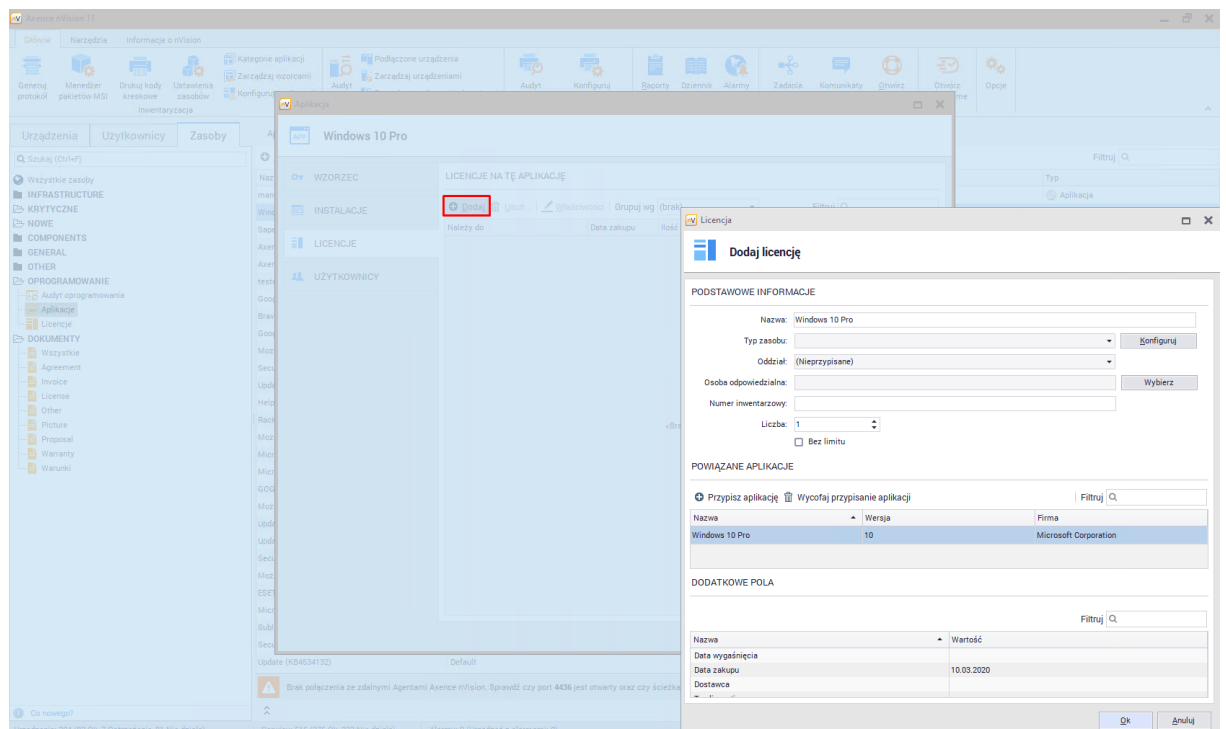 Axence nVision 11
Główne Narzędzia Informacje o nVision
Generuj protokół
Menedżer pakietów MSI
Drukuj kody kreskowe
Ustawienia zasobów
Kategorie aplikacji
Zarządzaj wzorcami
Konfiguruj
Audyt
Podłączone urządzenia
Zarządzaj urządzeniami
Audyt
Konfiguruj
Raporty
Dziennik
Alarmy
Zadania
Komunikaty
Otwórz
Otwórz
Opcje
Inwentaryzacja
Urządzenia Użytkownicy Zasoby
Szukaj (Ctrl+F)
Wszystkie zasoby
INFRASTRUCTURE
KRYTYCZNE
NOWE
COMPONENTS
GENERAL
OTHER
OPROGRAMOWANIE
Audyt oprogramowania
Aplikacje
Licencje
DOKUMENTY
Wszystkie
Agreement
Invoice
License
Other
Picture
Proposal
Warranty
Warunki
Co nowego?
Filtruj
Typ
Aplikacja
Update (KB4534132) Default
Brak połączenia ze zdalnymi Agentami Axence nVision. Sprawdź czy port 4436 jest otwarty oraz czy ścieżka
Aplikacja
APP
Windows 10 Pro
WZORZEC
INSTALACJE
LICENCJE
UŻYTKOWNICY
LICENCJE NA TĘ APLIKACJĘ
Dodaj Usuń Właściwości Grupuj wg (brak) Filtruj
Należy do Data zakupu Ilość
Licencja
Dodaj licencję
PODSTAWOWE INFORMACJE
Nazwa: Windows 10 Pro
Typ zasobu: Konfiguruj
Oddział: (Nieprzypisane)
Osoba odpowiedzialna: Wybierz
Numer inwentarzowy:
Liczba: 1
Bez limitu
POWIĄZANE APLIKACJE
Przypisz aplikację Wycofaj przypisanie aplikacji Filtruj
Nazwa Wersja Firma
Windows 10 Pro 10 Microsoft Corporation
DODATKOWE POLA
Filtruj
Nazwa Wartość
Data wygaśnięcia
Data zakupu 10.03.2020
Dostawca
Ok Anuluj